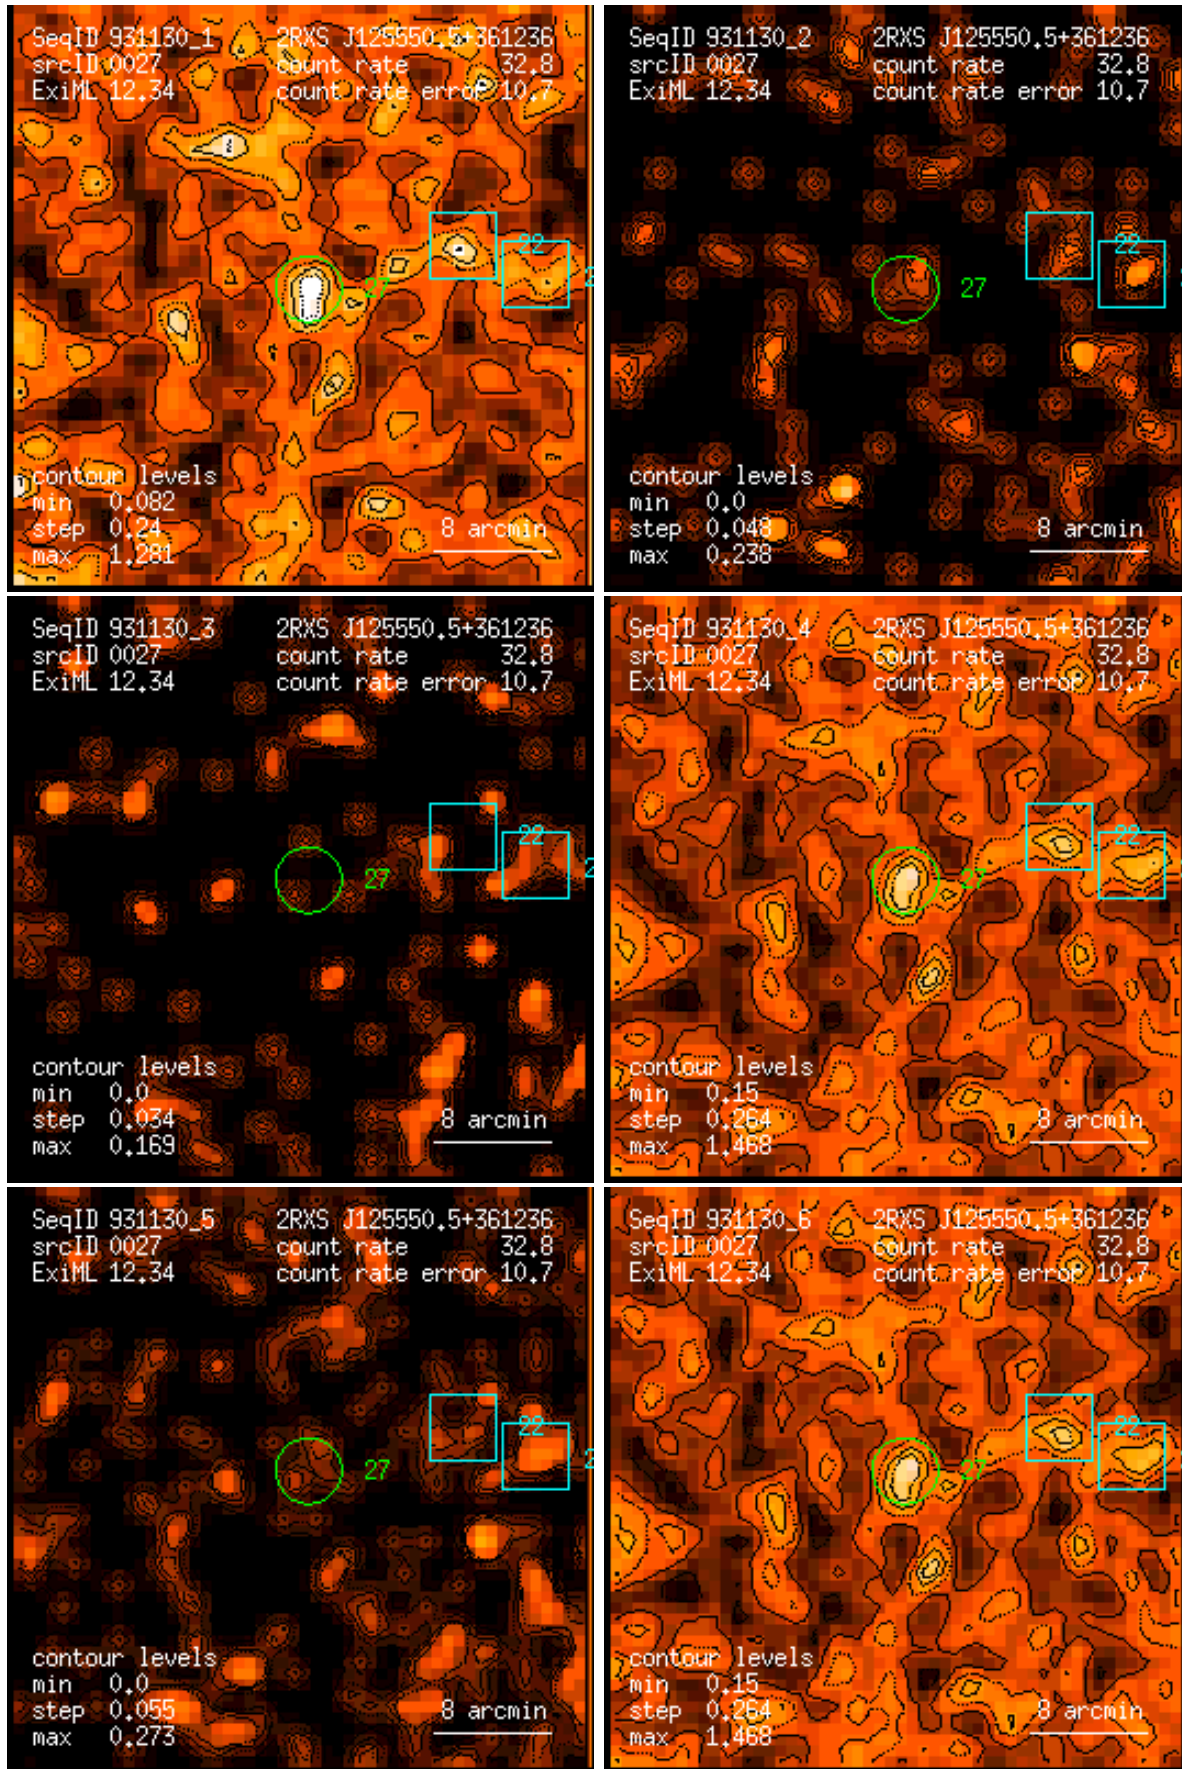 SeqID 931130_1 2RXS J125550.5+361236
srcID 0027 count rate 32.8
ExiML 12.34 count rate error 10.7
22
27
contour levels
min 0.082
step 0.24
max 1.281
8 arcmin
SeqID 931130_2 2RXS J125550.5+361236
srcID 0027 count rate 32.8
ExiML 12.34 count rate error 10.7
22
27
contour levels
min 0.0
step 0.048
max 0.238
8 arcmin
SeqID 931130_3 2RXS J125550.5+361236
srcID 0027 count rate 32.8
ExiML 12.34 count rate error 10.7
22
27
contour levels
min 0.0
step 0.034
max 0.169
8 arcmin
SeqID 931130_4 2RXS J125550.5+361236
srcID 0027 count rate 32.8
ExiML 12.34 count rate error 10.7
22
27
contour levels
min 0.15
step 0.264
max 1.468
8 arcmin
SeqID 931130_5 2RXS J125550.5+361236
srcID 0027 count rate 32.8
ExiML 12.34 count rate error 10.7
22
27
contour levels
min 0.0
step 0.055
max 0.273
8 arcmin
SeqID 931130_6 2RXS J125550.5+361236
srcID 0027 count rate 32.8
ExiML 12.34 count rate error 10.7
22
27
contour levels
min 0.15
step 0.264
max 1.468
8 arcmin